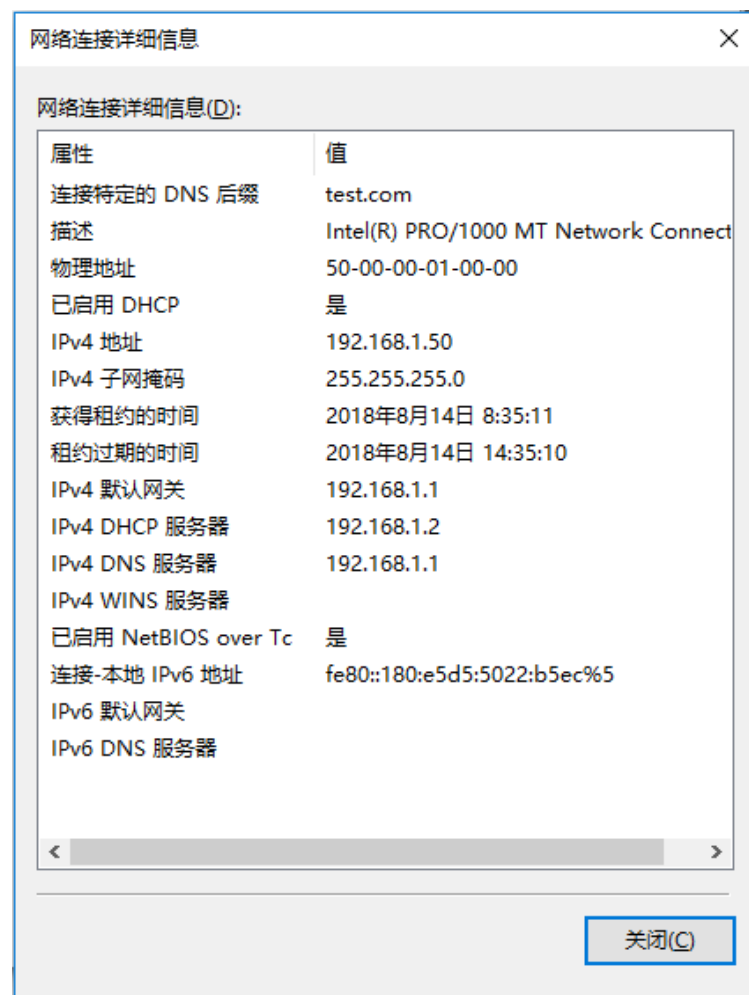 网络连接详细信息
网络连接详细信息(D):
属性 值
连接特定的 DNS 后缀 test.com
描述 Intel(R) PRO/1000 MT Network Connect
物理地址 50-00-00-01-00-00
已启用 DHCP 是
IPv4 地址 192.168.1.50
IPv4 子网掩码 255.255.255.0
获得租约的时间 2018年8月14日 8:35:11
租约过期的时间 2018年8月14日 14:35:10
IPv4 默认网关 192.168.1.1
IPv4 DHCP 服务器 192.168.1.2
IPv4 DNS 服务器 192.168.1.1
IPv4 WINS 服务器
已启用 NetBIOS over Tc 是
连接-本地 IPv6 地址 fe80::180:e5d5:5022:b5ec%5
IPv6 默认网关
IPv6 DNS 服务器
关闭(C)